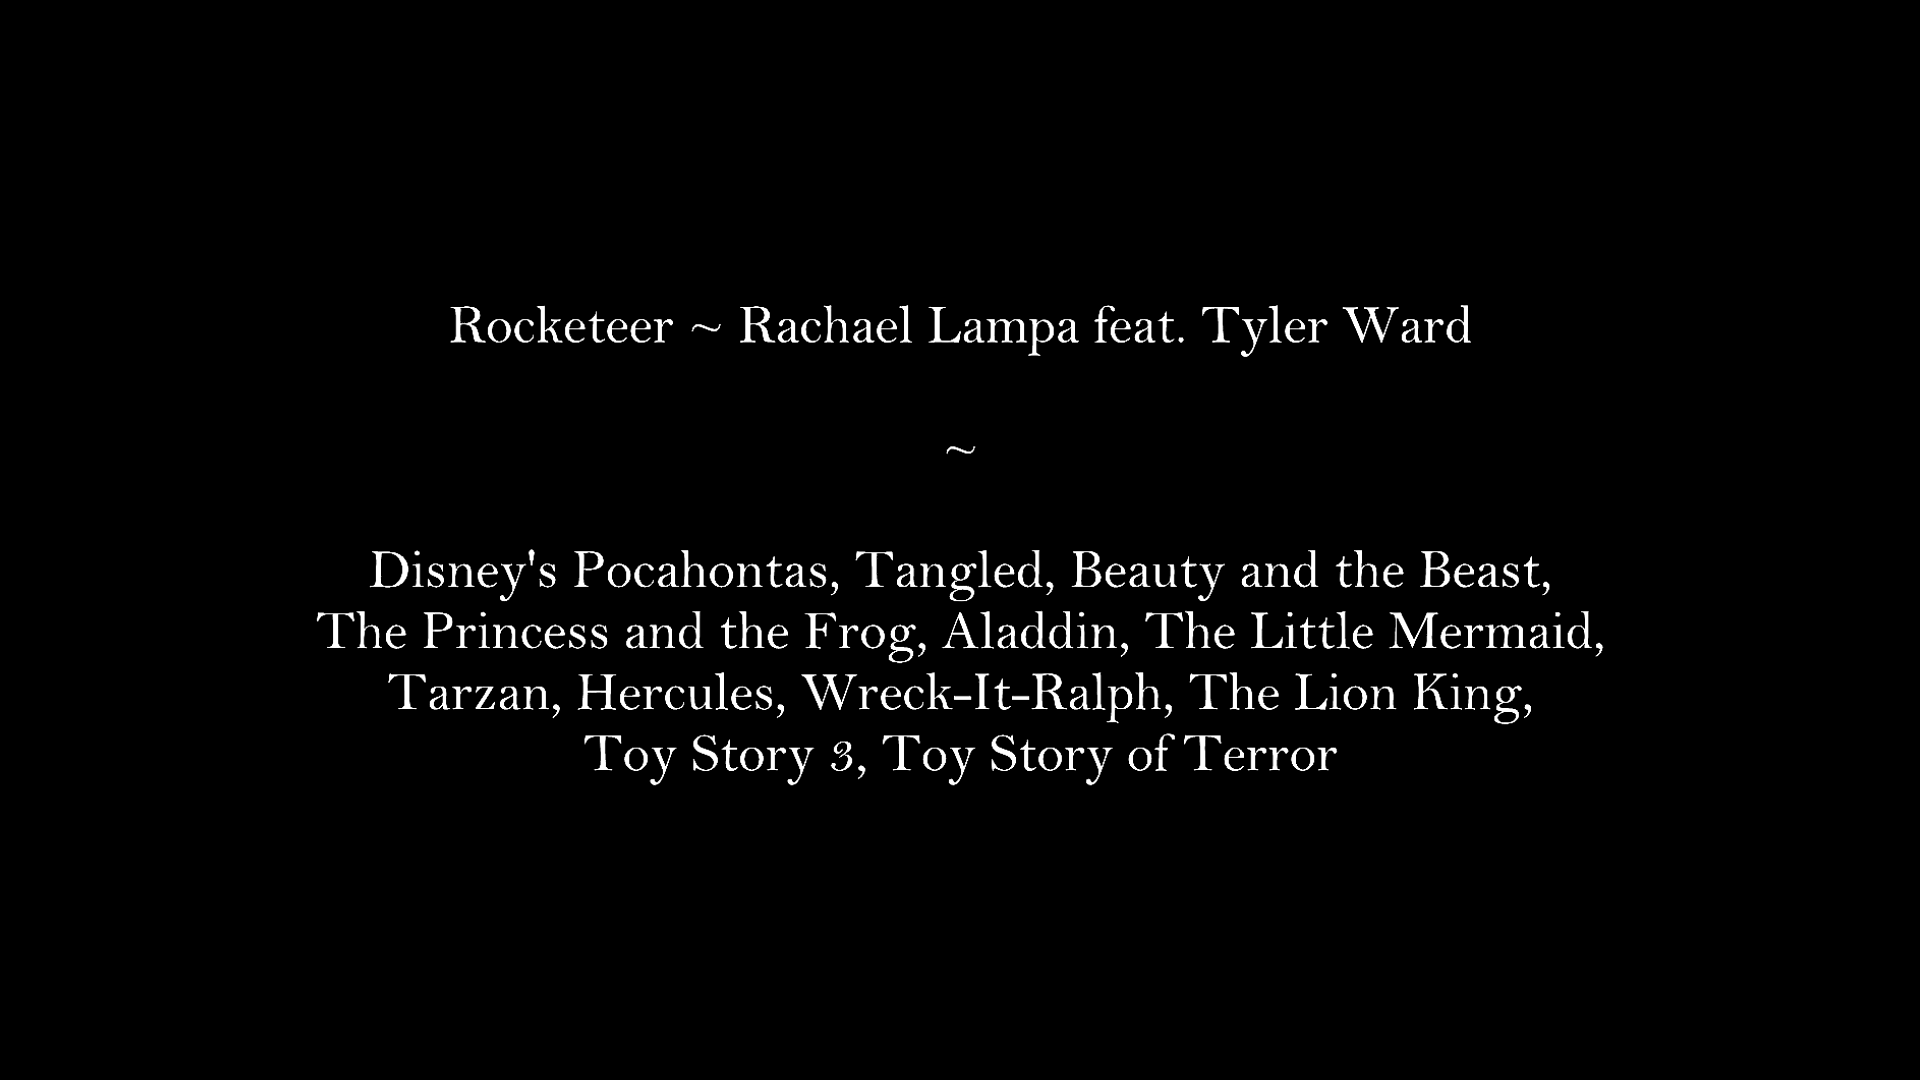 Rocketeer ~ Rachael Lampa feat. Tyler Ward
~
Disney's Pocahontas, Tangled, Beauty and the Beast,
The Princess and the Frog, Aladdin, The Little Mermaid,
Tarzan, Hercules, Wreck-It-Ralph, The Lion King,
Toy Story 3, Toy Story of Terror